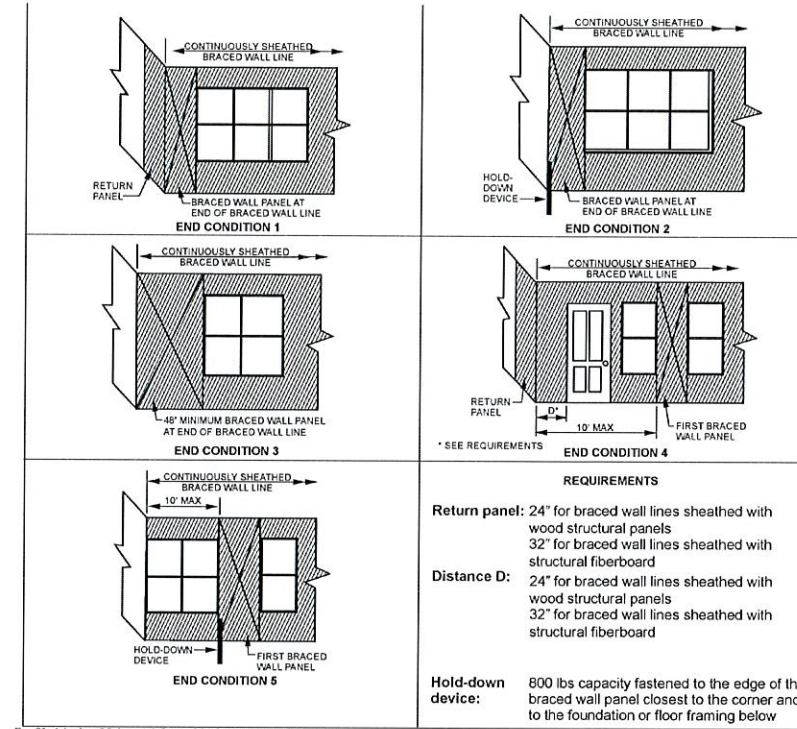 CONTINUOUSLY SHEATHED
BRACED WALL LINE
RETURN
PANEL
BRACED WALL PANEL AT
END OF BRACED WALL LINE
END CONDITION 1
CONTINUOUSLY SHEATHED
BRACED WALL LINE
HOLD-
DOWN
DEVICE
BRACED WALL PANEL AT
END OF BRACED WALL LINE
END CONDITION 2
CONTINUOUSLY SHEATHED
BRACED WALL LINE
48" MINIMUM BRACED WALL PANEL
AT END OF BRACED WALL LINE
END CONDITION 3
CONTINUOUSLY SHEATHED
BRACED WALL LINE
RETURN
PANEL
D*
10' MAX
FIRST BRACED
WALL PANEL
* SEE REQUIREMENTS
END CONDITION 4
CONTINUOUSLY SHEATHED
BRACED WALL LINE
10' MAX
HOLD-DOWN
DEVICE
FIRST BRACED
WALL PANEL
END CONDITION 5
REQUIREMENTS
Return panel: 24" for braced wall lines sheathed with
wood structural panels
32" for braced wall lines sheathed with
structural fiberboard
Distance D: 24" for braced wall lines sheathed with
wood structural panels
32" for braced wall lines sheathed with
structural fiberboard
Hold-down device: 800 lbs capacity fastened to the edge of th
braced wall panel closest to the corner and
to the foundation or floor framing below